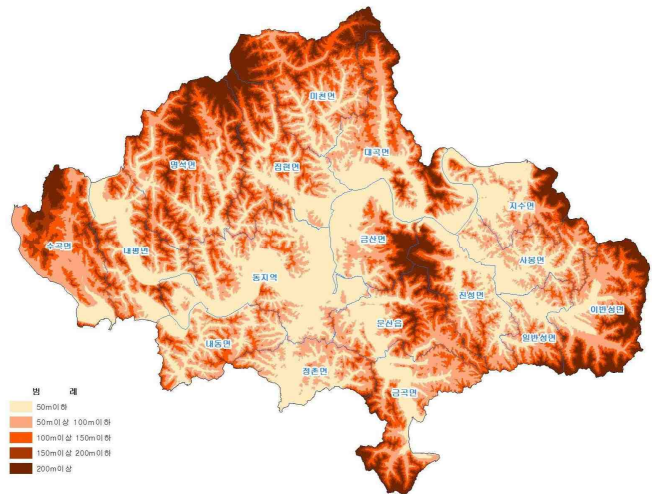 미천면
대곡면
명석면
집현면
지수면
수곡면
대평면
금산면
사봉면
동지역
진성면
이반성면
문산읍
일반성면
내동면
정촌면
금곡면
범 례
50m이하
50m이상 100m이하
100m이상 150m이하
150m이상 200m이하
200m이상